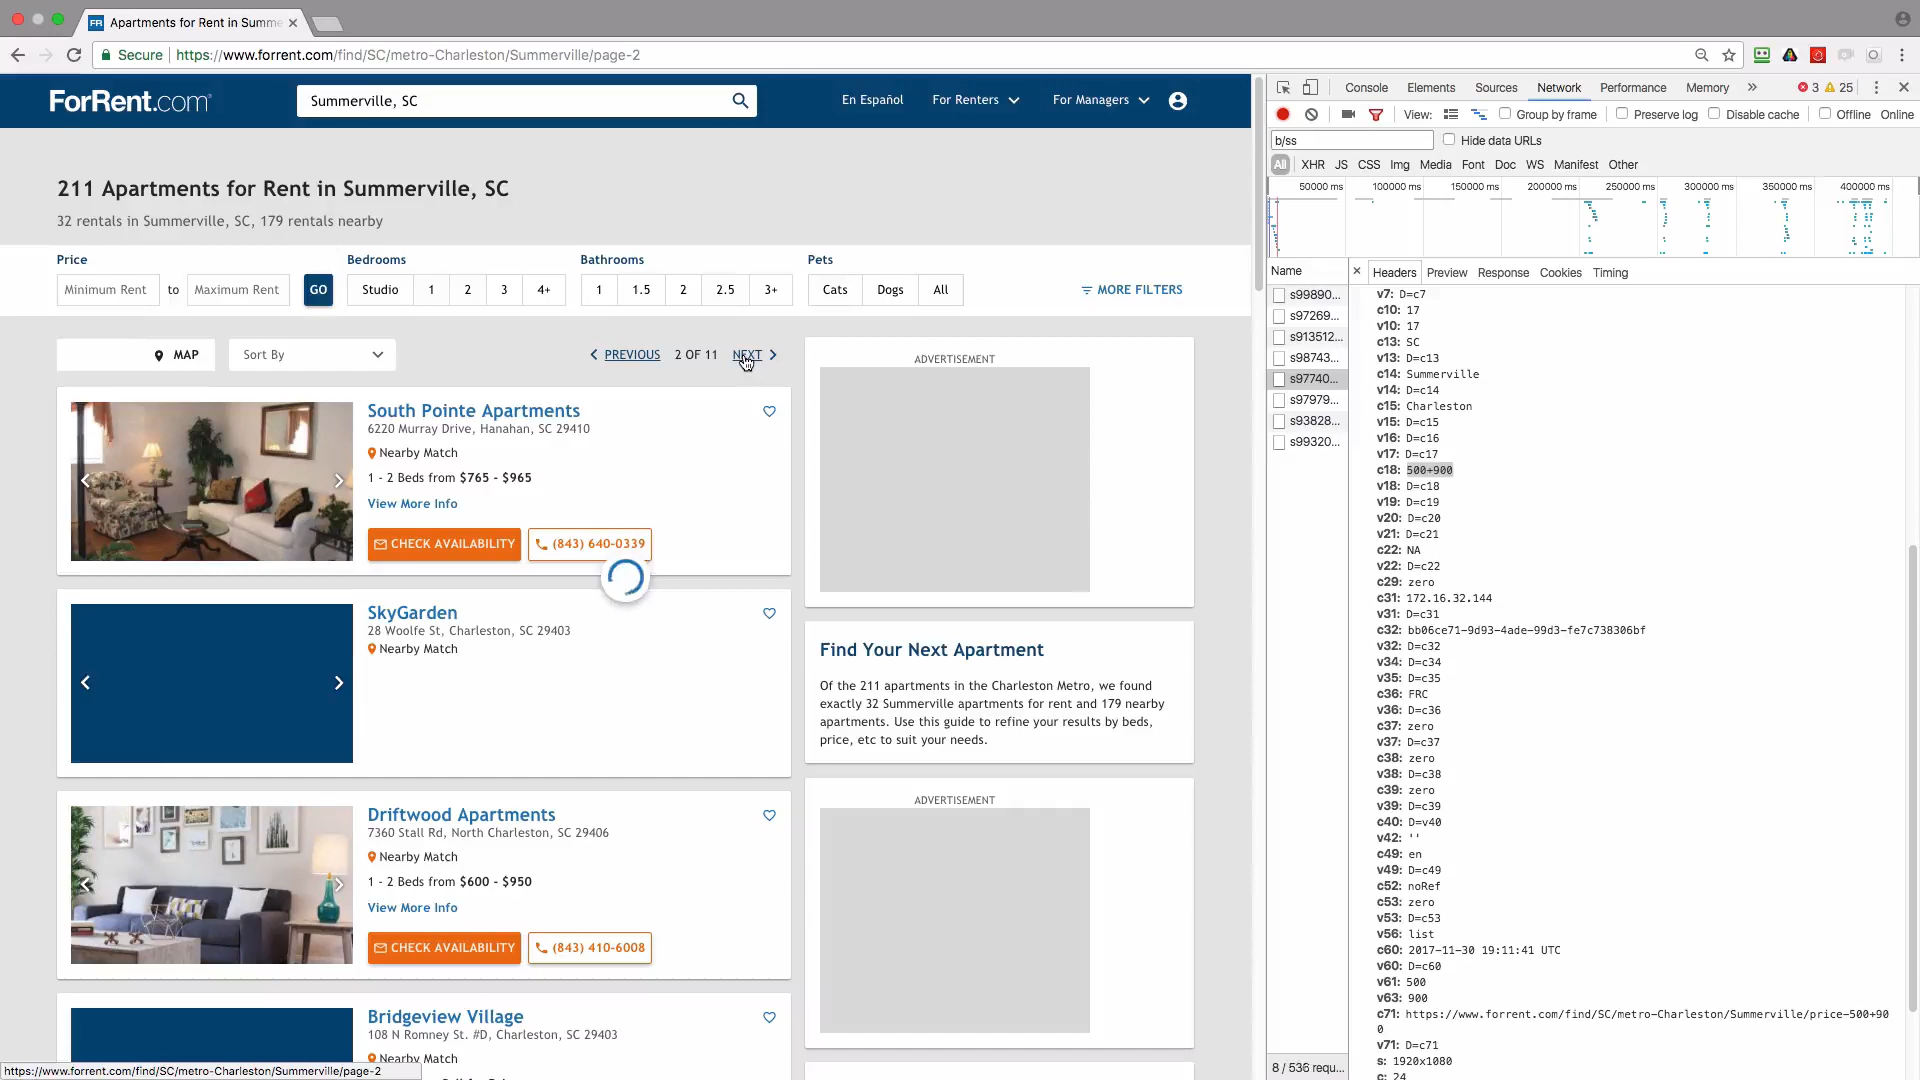 FR Apartments for Rent in Summe
Secure https://www.forrent.com/find/SC/metro-Charleston/Summerville/page-2
ForRent.com
Summerville, SC
En Español
For Renters
For Managers
211 Apartments for Rent in Summerville, SC
32 rentals in Summerville, SC, 179 rentals nearby
Price
Bedrooms
Bathrooms
Pets
Minimum Rent to Maximum Rent GO
Studio 1 2 3 4+
1 1.5 2 2.5 3+
Cats Dogs All
MORE FILTERS
MAP
Sort By
PREVIOUS 2 OF 11 NEXT
South Pointe Apartments
6220 Murray Drive, Hanahan, SC 29410
Nearby Match
1 - 2 Beds from $765 - $965
View More Info
CHECK AVAILABILITY (843) 640-0339
SkyGarden
28 Woolfe St, Charleston, SC 29403
Nearby Match
Driftwood Apartments
7360 Stall Rd, North Charleston, SC 29406
Nearby Match
1 - 2 Beds from $600 - $950
View More Info
CHECK AVAILABILITY (843) 410-6008
Bridgeview Village
108 N Romney St. #D, Charleston, SC 29403
Nearby Match
https://www.forrent.com/find/SC/metro-Charleston/Summerville/page-2
ADVERTISEMENT
Find Your Next Apartment
Of the 211 apartments in the Charleston Metro, we found
exactly 32 Summerville apartments for rent and 179 nearby
apartments. Use this guide to refine your results by beds,
price, etc to suit your needs.
ADVERTISEMENT
Console Elements Sources Network Performance Memory 3 25
View: Group by frame Preserve log Disable cache Offline Online
b/ss Hide data URLs
All XHR JS CSS Img Media Font Doc WS Manifest Other
50000 ms 100000 ms 150000 ms 200000 ms 250000 ms 300000 ms 350000 ms 400000 ms
Name
s99890...
s97269...
s913512...
s98743...
s97740...
s97979...
s93828...
s99320...
8 / 536 requ...
Headers Preview Response Cookies Timing
v7: D=c7
c10: 17
v10: 17
c13: SC
v13: D=c13
c14: Summerville
v14: D=c14
c15: Charleston
v15: D=c15
v16: D=c16
v17: D=c17
c18: 500+900
v18: D=c18
v19: D=c19
v20: D=c20
v21: D=c21
c22: NA
v22: D=c22
c29: zero
c31: 172.16.32.144
v31: D=c31
c32: bb06ce71-9d93-4ade-99d3-fe7c738306bf
v32: D=c32
v34: D=c34
v35: D=c35
c36: FRC
v36: D=c36
c37: zero
v37: D=c37
c38: zero
v38: D=c38
c39: zero
v39: D=c39
c40: D=v40
v42: ''
c49: en
v49: D=c49
c52: noRef
c53: zero
v53: D=c53
v56: list
c60: 2017-11-30 19:11:41 UTC
v60: D=c60
v61: 500
v63: 900
c71: https://www.forrent.com/find/SC/metro-Charleston/Summerville/price-500+90
0
v71: D=c71
s: 1920x1080
c: 24